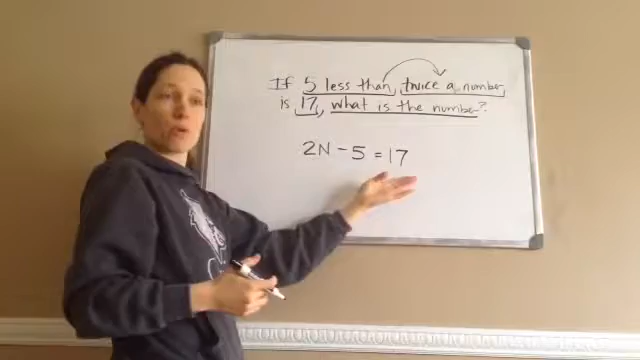 If 5 less than twice a number
is 17, what is the number?
2N - 5 = 17